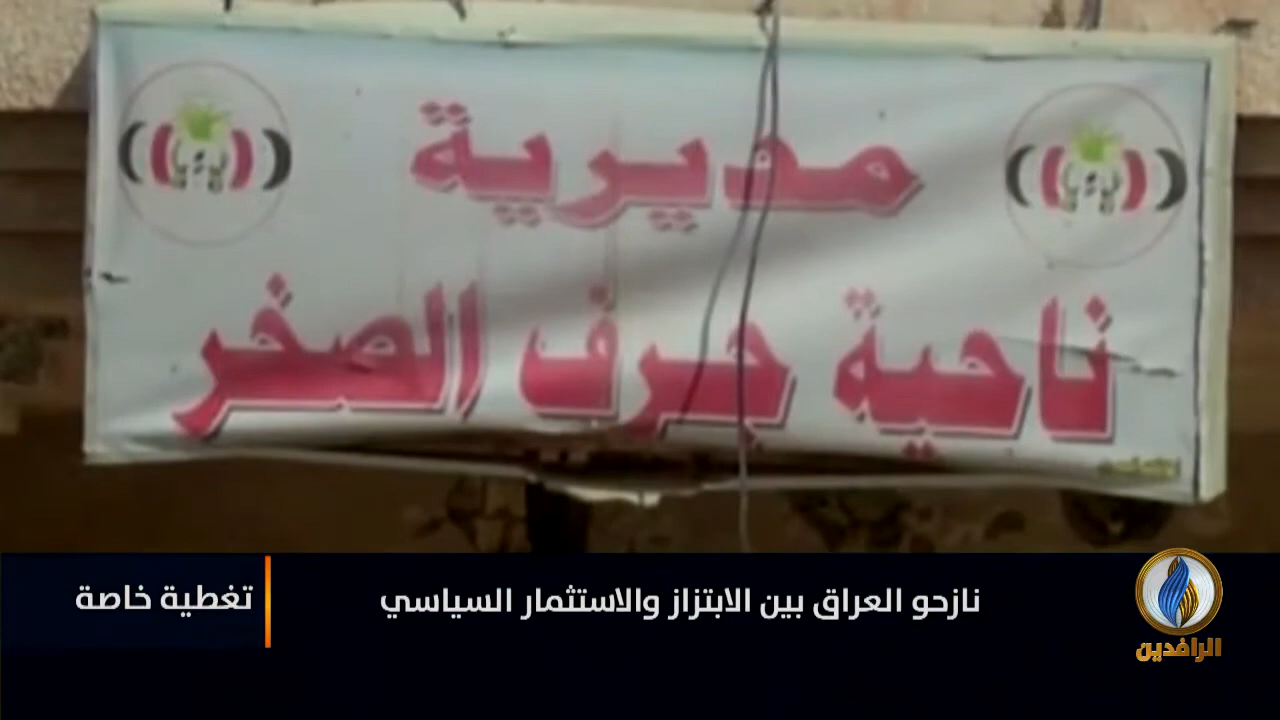 مديرية
ناحية جرف الصخر
نازحو العراق بين الابتزاز والاستثمار السياسي
تغطية خاصة
الرافدين